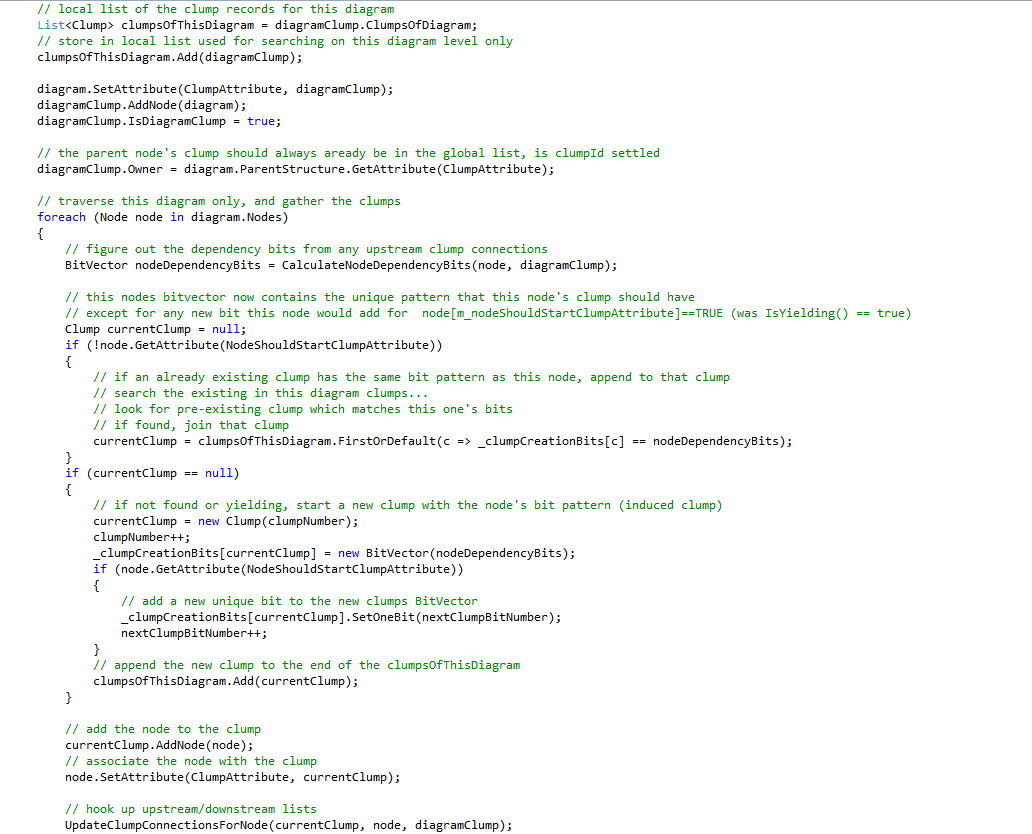 // local list of the clump records for this diagram
List<Clump> clumpsOfThisDiagram = diagramClump.ClumpsOfDiagram;
// store in local list used for searching on this diagram level only
clumpsOfThisDiagram.Add(diagramClump);

diagram.SetAttribute(ClumpAttribute, diagramClump);
diagramClump.AddNode(diagram);
diagramClump.IsDiagramClump = true;

// the parent node's clump should always aready be in the global list, is clumpId settled
diagramClump.Owner = diagram.ParentStructure.GetAttribute(ClumpAttribute);

// traverse this diagram only, and gather the clumps
foreach (Node node in diagram.Nodes)
{
    // figure out the dependency bits from any upstream clump connections
    BitVector nodeDependencyBits = CalculateNodeDependencyBits(node, diagramClump);

    // this nodes bitvector now contains the unique pattern that this node's clump should have
    // except for any new bit this node would add for  node[m_nodeShouldStartClumpAttribute]==TRUE (was IsYielding() == true)
    Clump currentClump = null;
    if (!node.GetAttribute(NodeShouldStartClumpAttribute))
    {
        // if an already existing clump has the same bit pattern as this node, append to that clump
        // search the existing in this diagram clumps...
        // look for pre-existing clump which matches this one's bits
        // if found, join that clump
        currentClump = clumpsOfThisDiagram.FirstOrDefault(c => _clumpCreationBits[c] == nodeDependencyBits);
    }
    if (currentClump == null)
    {
        // if not found or yielding, start a new clump with the node's bit pattern (induced clump)
        currentClump = new Clump(clumpNumber);
        clumpNumber++;
        _clumpCreationBits[currentClump] = new BitVector(nodeDependencyBits);
        if (node.GetAttribute(NodeShouldStartClumpAttribute))
        {
            // add a new unique bit to the new clumps BitVector
            _clumpCreationBits[currentClump].SetOneBit(nextClumpBitNumber);
            nextClumpBitNumber++;
        }
        // append the new clump to the end of the clumpsOfThisDiagram
        clumpsOfThisDiagram.Add(currentClump);
    }

    // add the node to the clump
    currentClump.AddNode(node);
    // associate the node with the clump
    node.SetAttribute(ClumpAttribute, currentClump);

    // hook up upstream/downstream lists
    UpdateClumpConnectionsForNode(currentClump, node, diagramClump);